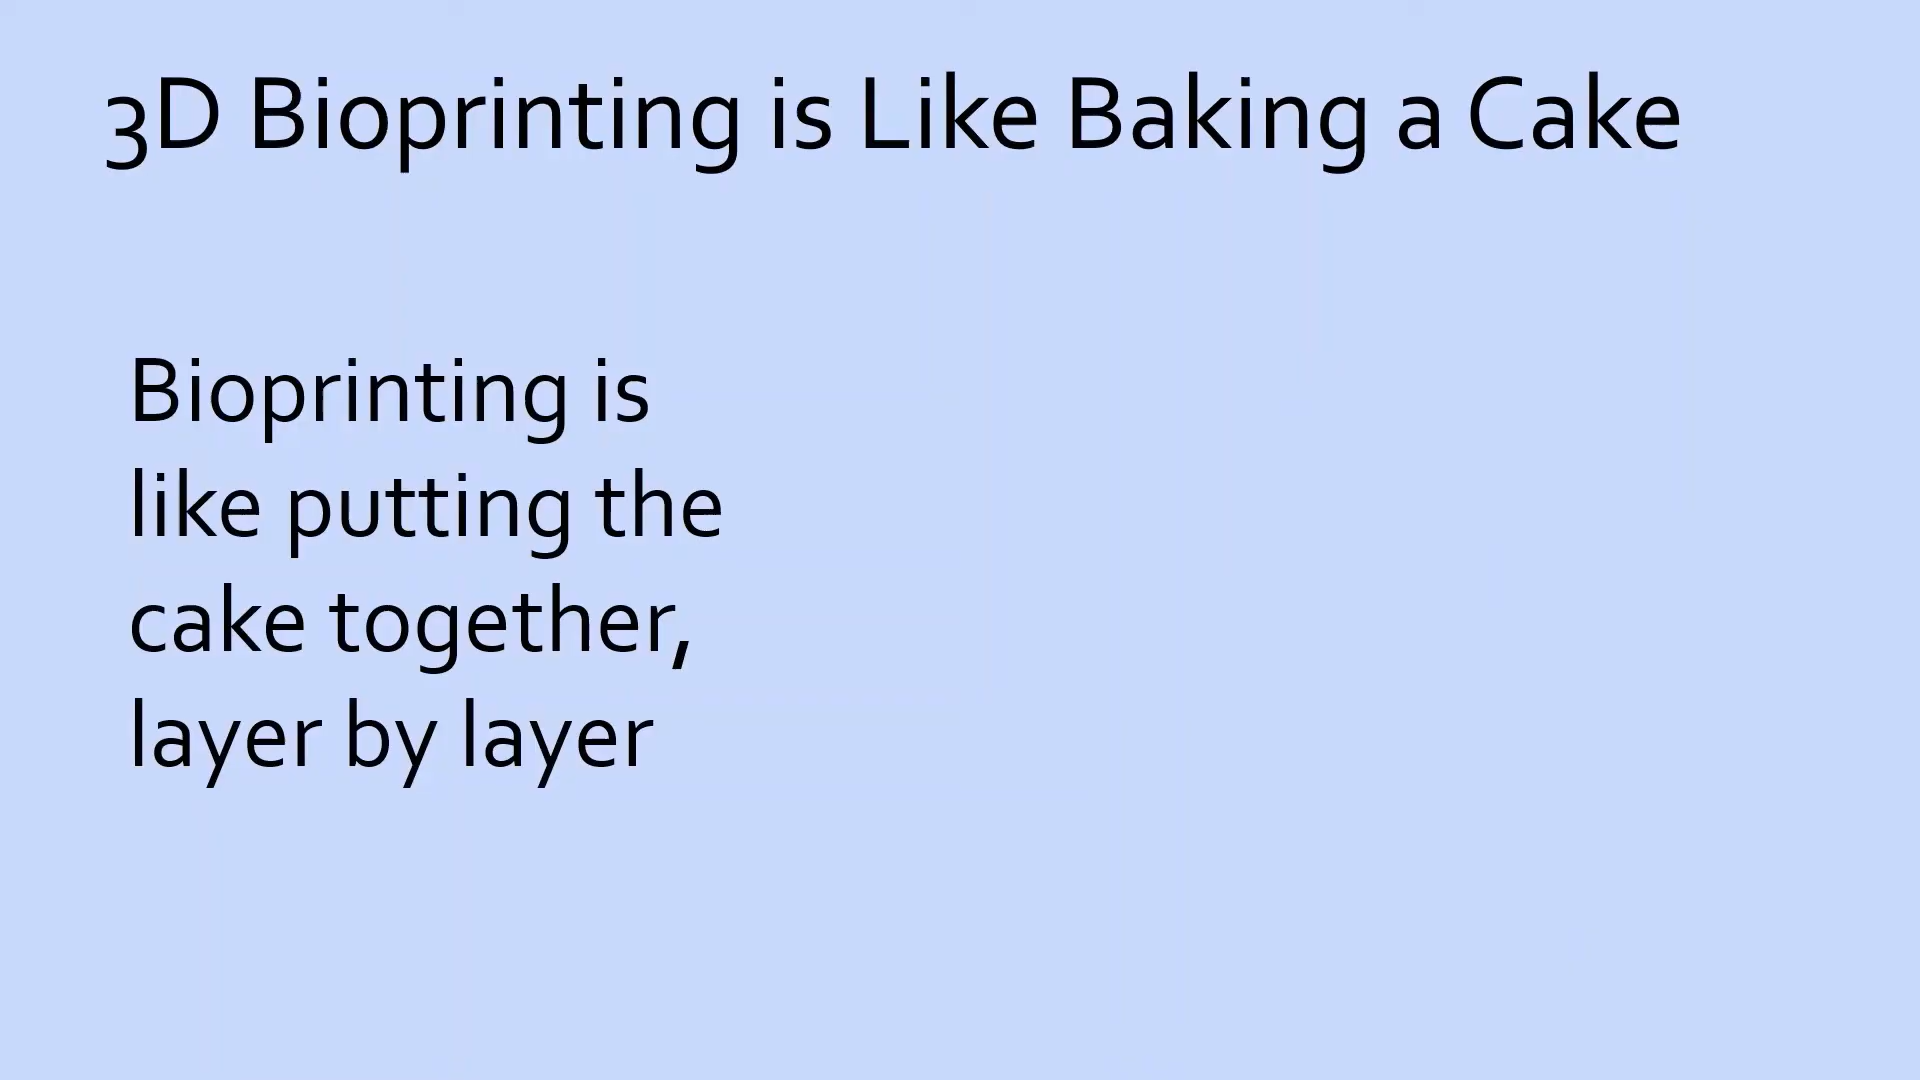 3D Bioprinting is Like Baking a Cake
Bioprinting is
like putting the
cake together,
layer by layer